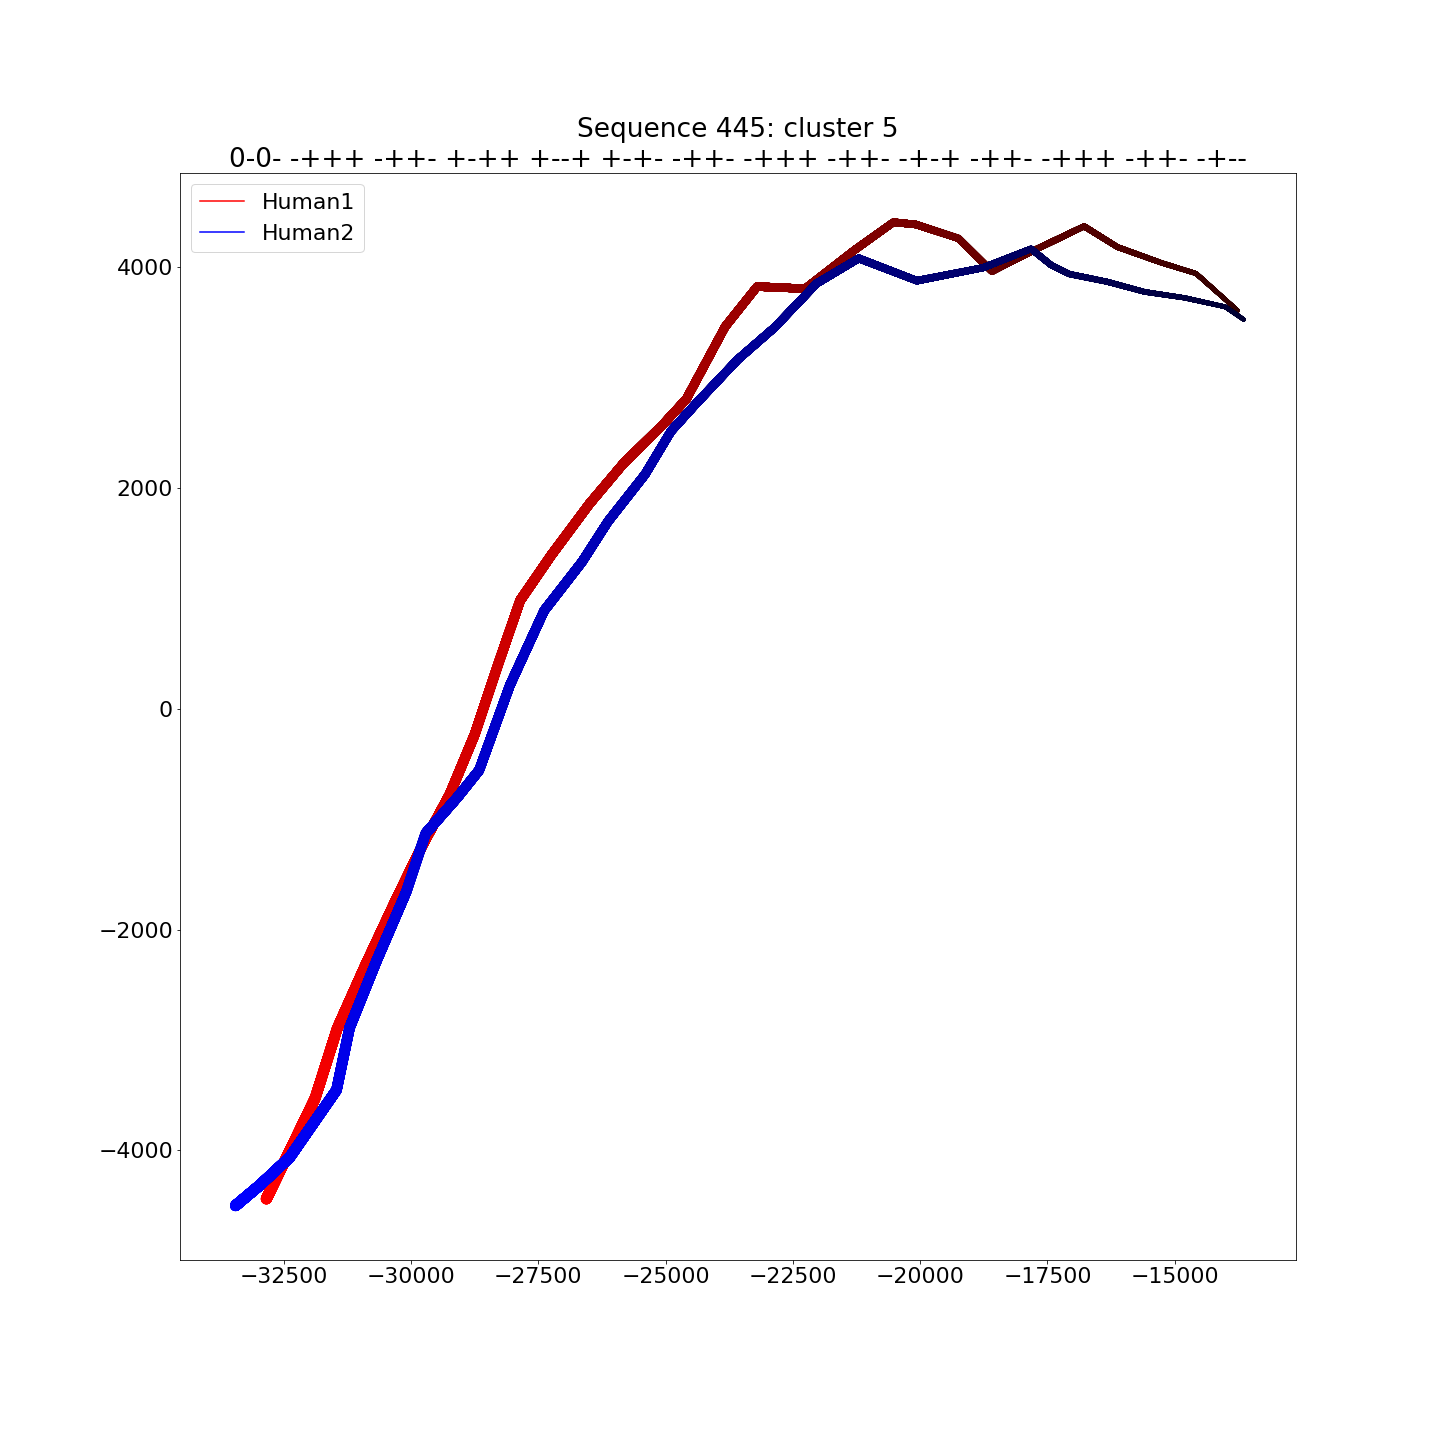 Sequence 445: cluster 5
0-0- -+++ -++- +-++ +--+ +-+- -++- -+++ -++- -+-+ -++- -+++ -++- -+--
Human1
Human2
4000
2000
0
−2000
−4000
−32500 −30000 −27500 −25000 −22500 −20000 −17500 −15000